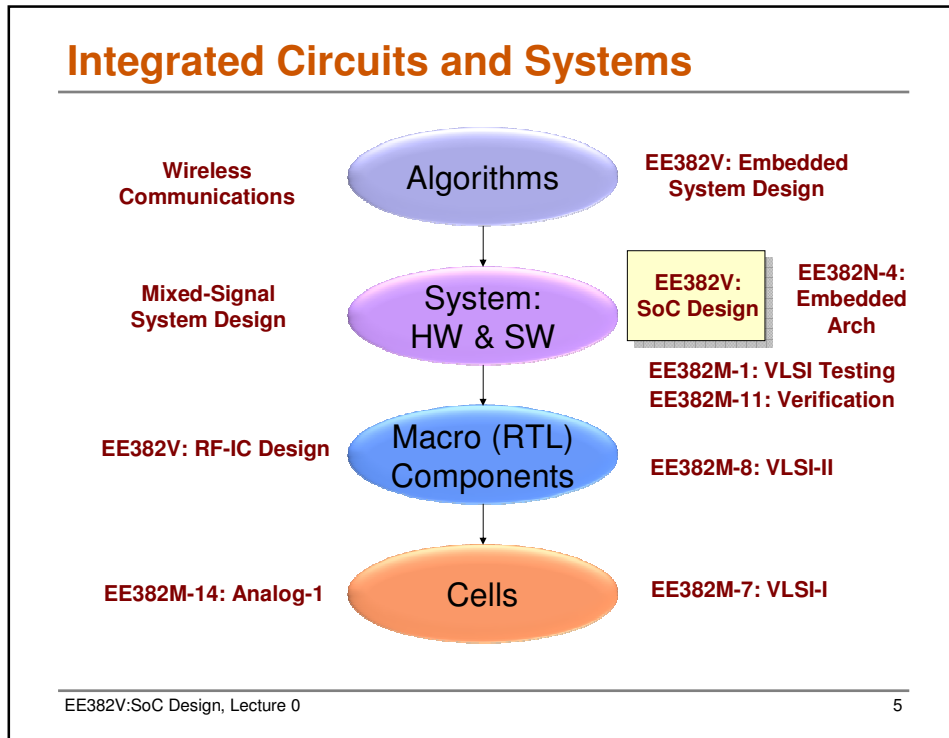 Integrated Circuits and Systems
Wireless
Communications
Algorithms
EE382V: Embedded
System Design
Mixed-Signal
System Design
System:
HW & SW
EE382V:
SoC Design
EE382N-4:
Embedded
Arch
EE382M-1: VLSI Testing
EE382M-11: Verification
EE382V: RF-IC Design
Macro (RTL)
Components
EE382M-8: VLSI-II
EE382M-14: Analog-1
Cells
EE382M-7: VLSI-I
EE382V:SoC Design, Lecture 0
5